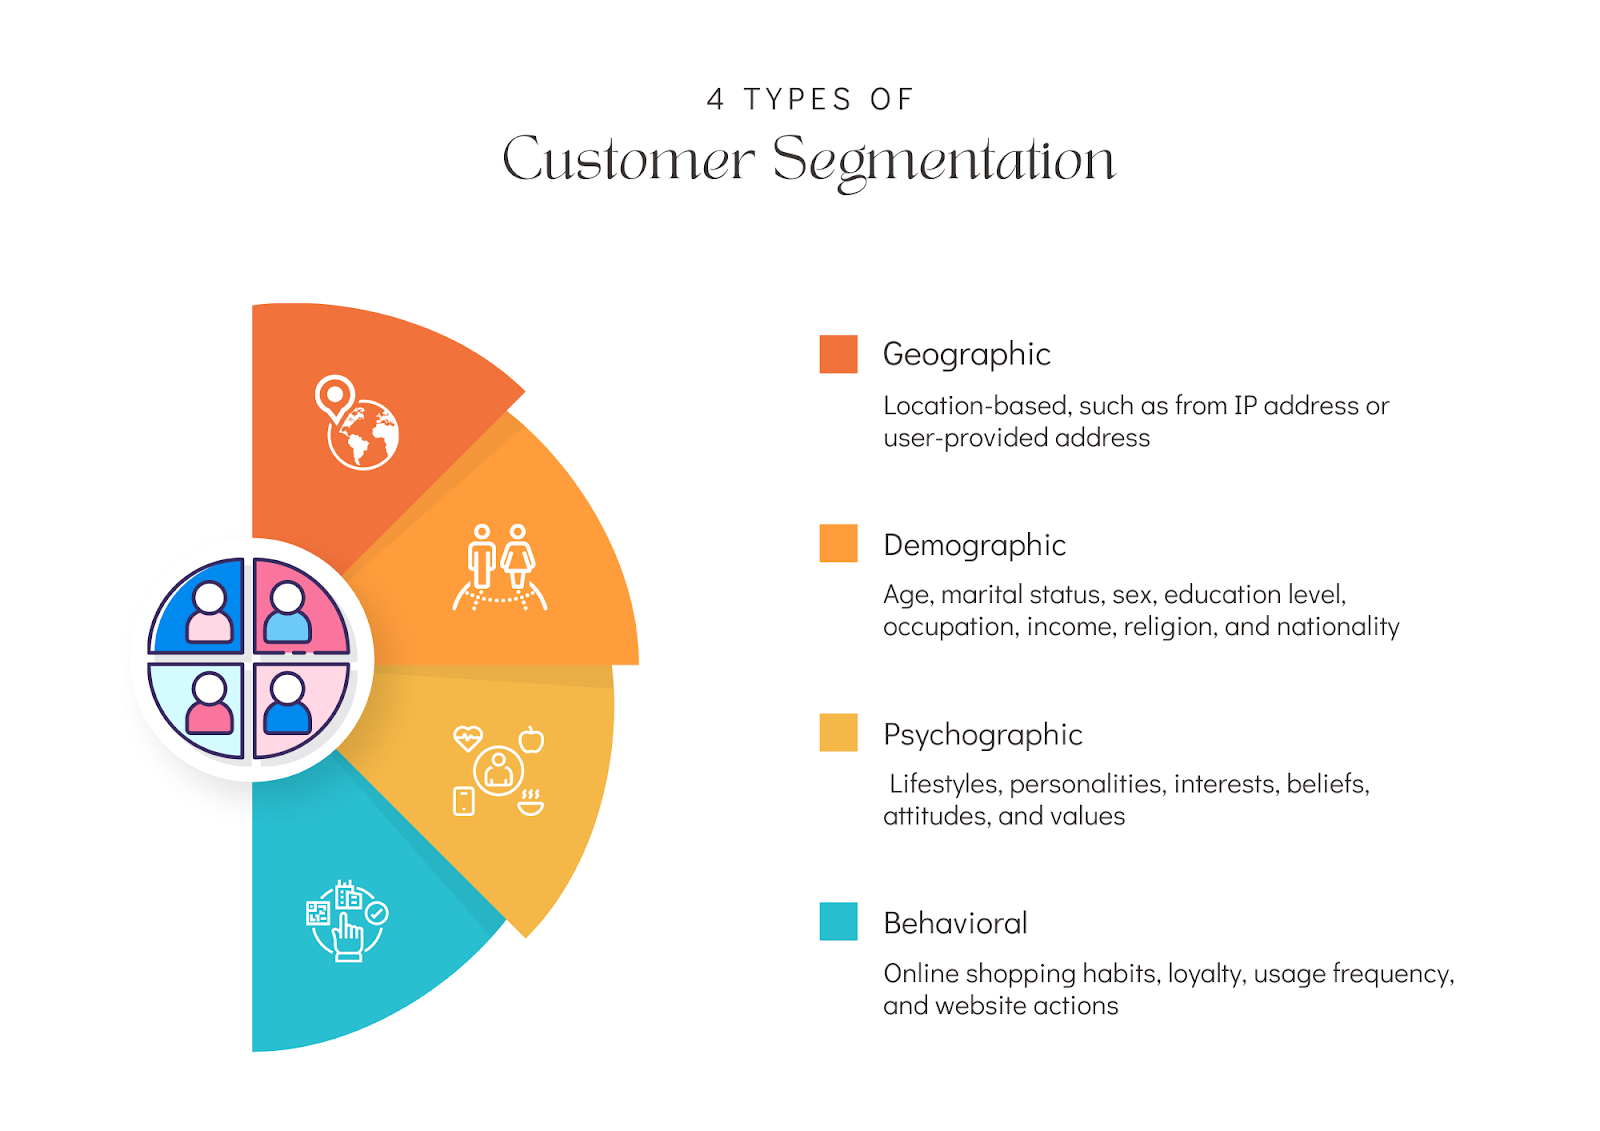 4 TYPES OF
Customer Segmentation
Geographic
Location-based, such as from IP address or
user-provided address
Demographic
Age, marital status, sex, education level,
occupation, income, religion, and nationality
Psychographic
Lifestyles, personalities, interests, beliefs,
attitudes, and values
Behavioral
Online shopping habits, loyalty, usage frequency,
and website actions